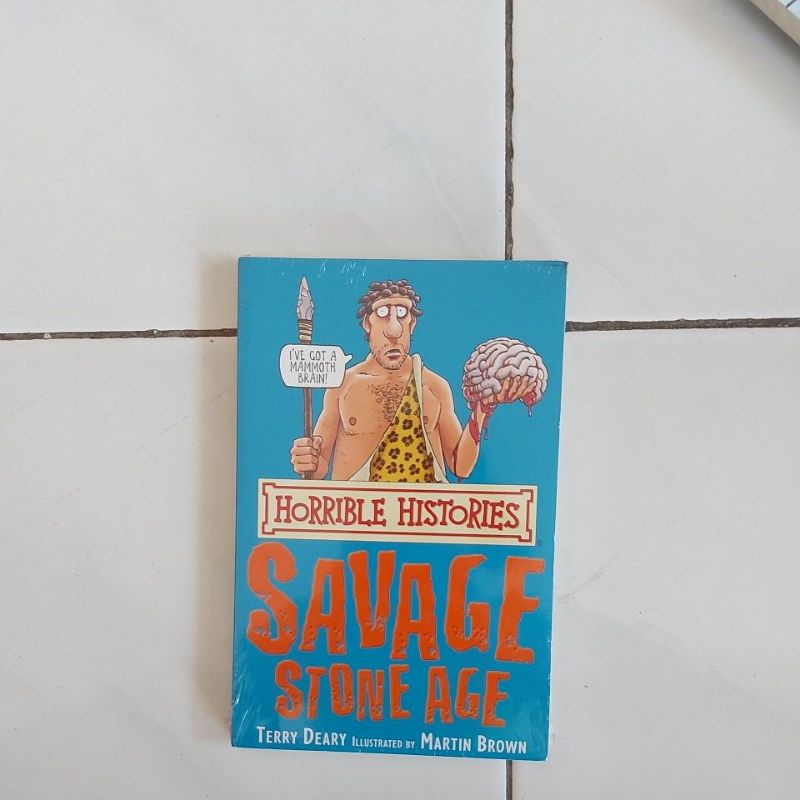 I'VE GOT A
MAMMOTH
BRAIN!
HORRIBLE HISTORIES
SAVAGE
STONE AGE
TERRY DEARY ILLUSTRATED BY MARTIN BROWN